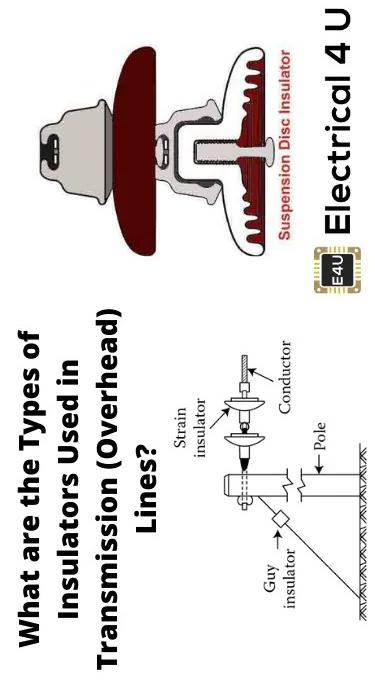 What are the Types of
Insulators Used in
Transmission (Overhead)
Lines?
Strain
insulator
Conductor
Pole
Guy
insulator
Suspension Disc Insulator
E4U
Electrical 4 U